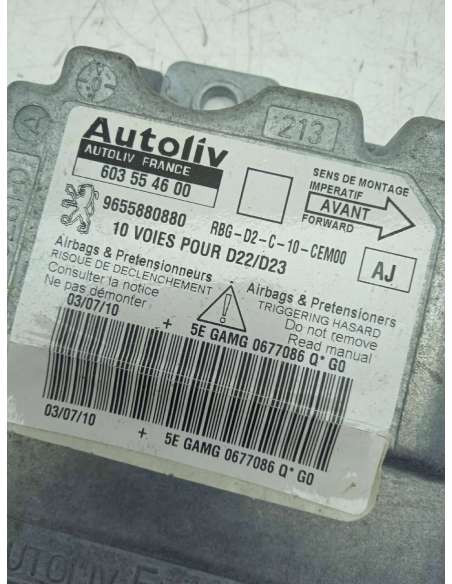 213
Autoliv
AUTOLIV FRANCE
603 55 46 00
SENS DE MONTAGE
IMPERATIF
AVANT
FORWARD
9655880880
RBG-D2-C-10-CEM00
10 VOIES POUR D22/D23
AJ
Airbags & Pretensionneurs
RISQUE DE DECLENCHEMENT
Consulter la notice
Ne pas démonter
Airbags & Pretensioners
TRIGGERING HASARD
Do not remove
Read manual
03/07/10 + 5E GAMG 0677086 Q* G0
03/07/10 + 5E GAMG 0677086 Q* G0